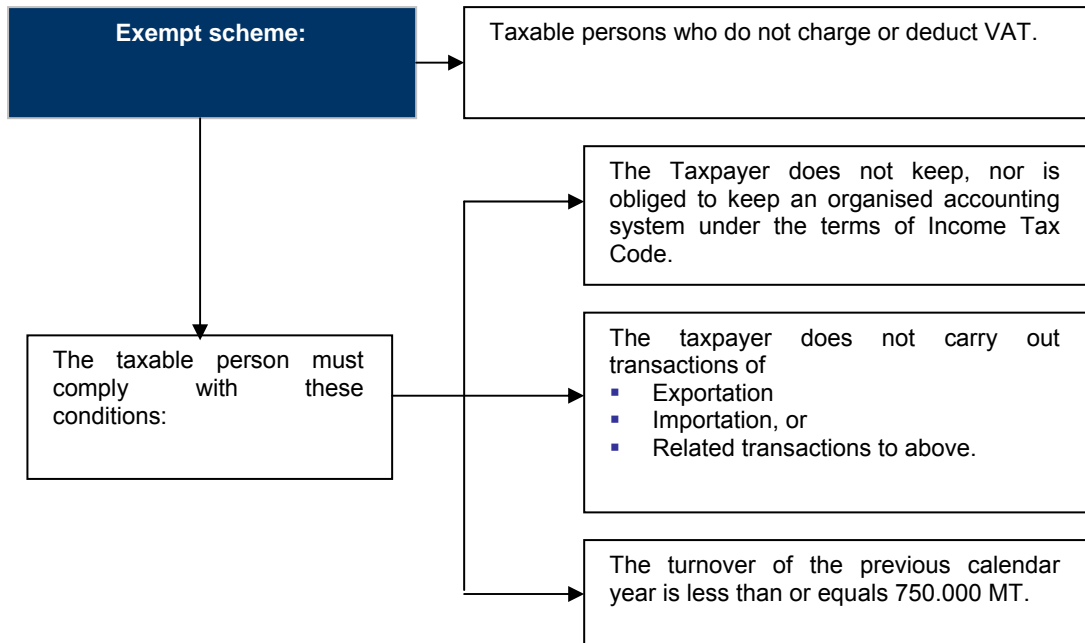 Exempt scheme:
Taxable persons who do not charge or deduct VAT.
The Taxpayer does not keep, nor is
obliged to keep an organised accounting
system under the terms of Income Tax
Code.
The taxable person must
comply with these
conditions:
The taxpayer does not carry out
transactions of
▪ Exportation
▪ Importation, or
▪ Related transactions to above.
The turnover of the previous calendar
year is less than or equals 750.000 MT.